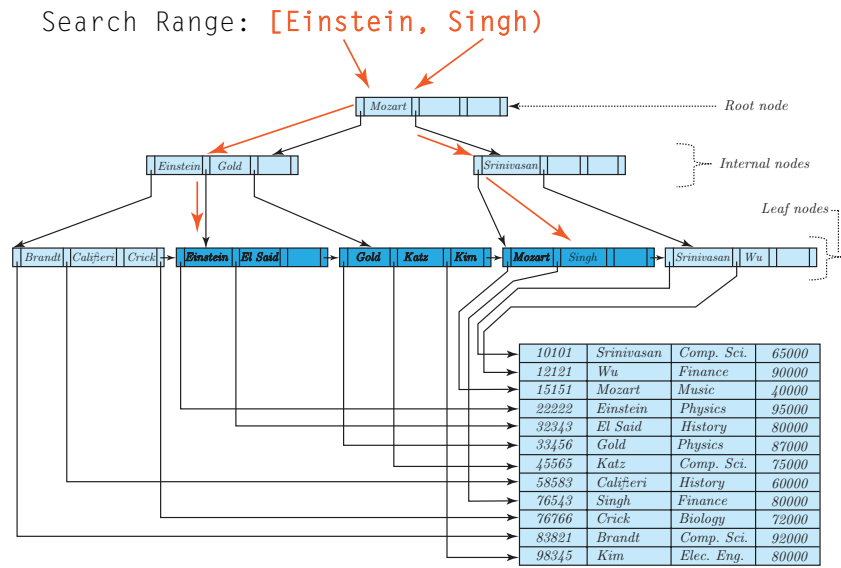 Search Range: [Einstein, Singh)
Mozart
Root node
Einstein Gold
Srinivasan
Internal nodes
Leaf nodes
Brandt Califieri Crick Einstein El Said Gold Katz Kim Mozart Singh Srinivasan Wu
10101 Srinivasan Comp. Sci. 65000
12121 Wu Finance 90000
15151 Mozart Music 40000
22222 Einstein Physics 95000
32343 El Said History 80000
33456 Gold Physics 87000
45565 Katz Comp. Sci. 75000
58583 Califieri History 60000
76543 Singh Finance 80000
76766 Crick Biology 72000
83821 Brandt Comp. Sci. 92000
98345 Kim Elec. Eng. 80000